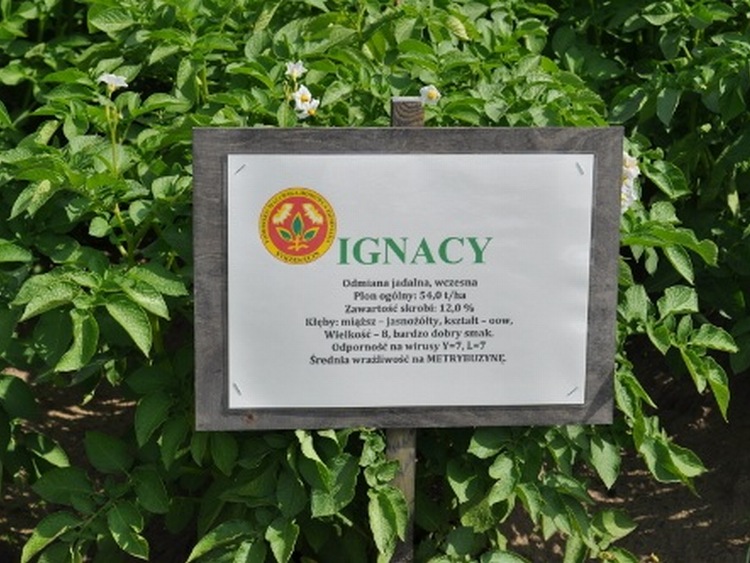 IGNACY
Odmiana jadalna, wczesna
Plon ogólny: 54,0 t/ha
Zawartość skrobi: 12,0 %
Kłęby: miąższ – jasnożółty, kształt – oow,
Wielkość – 8, bardzo dobry smak.
Odporność na wirusy Y=7, L=7
Średnia wrażliwość na METRYBUZYNĘ.